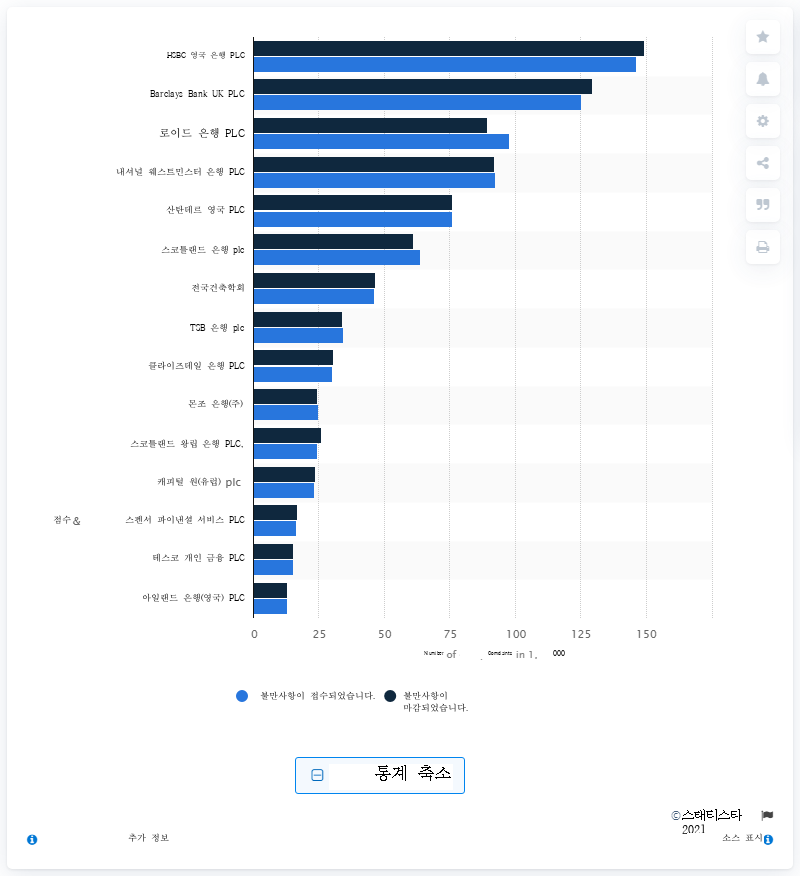 HSBC 영국 은행 PLC
Barclays Bank UK PLC
로이드 은행 PLC
내셔널 웨스트민스터 은행 PLC
산탄데르 영국 PLC
스코틀랜드 은행 plc
전국건축학회
TSB 은행 plc
클라이즈데일 은행 PLC
몬조 은행(주)
스코틀랜드 왕립 은행 PLC,
캐피털 원(유럽) plc
접수 & 스펜서 파이낸셜 서비스 PLC
테스코 개인 금융 PLC
아일랜드 은행(영국) PLC
0 25 50 75 100 125 150
Number of in 1, 000
불만사항이 접수되었습니다. 불만사항이
마감되었습니다.
통계 축소
©스태티스타
2021
추가 정보 소스 표시